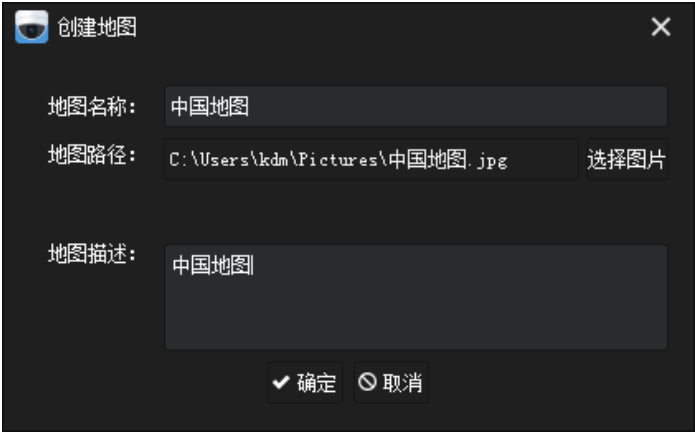 创建地图
地图名称： 中国地图
地图路径： C:\Users\kdm\Pictures\中国地图.jpg 选择图片
地图描述： 中国地图
确定 取消